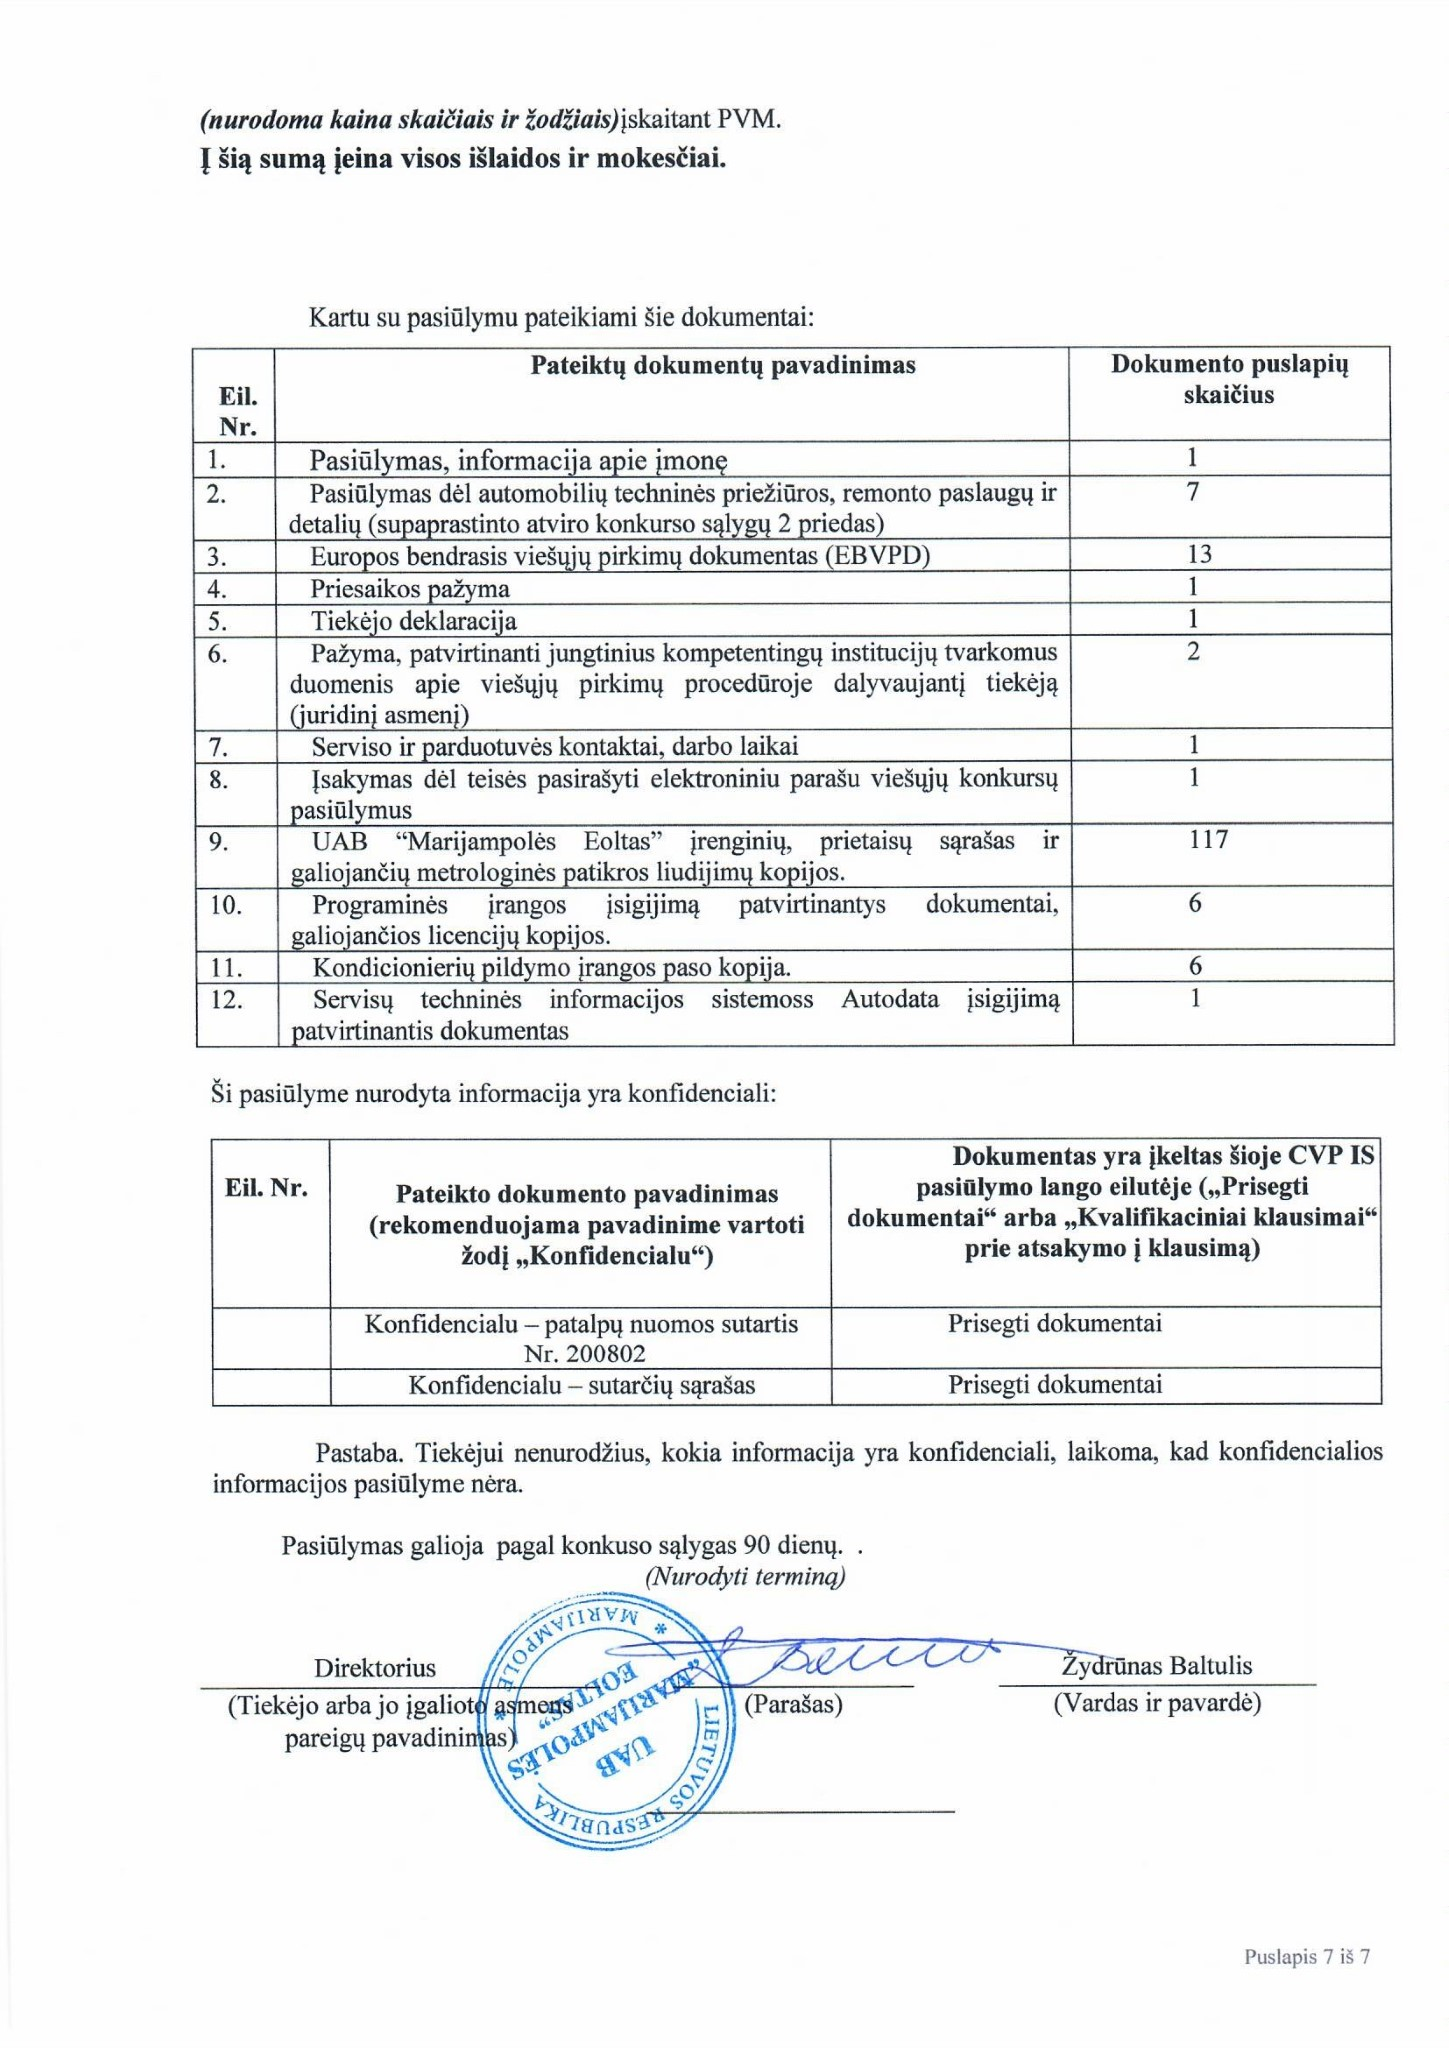 (nurodoma kaina skaičiais ir žodžiais)įskaitant PVM.
Į šią sumą įeina visos išlaidos ir mokesčiai.
Kartu su pasiūlymu pateikiami šie dokumentai:
Eil.
Nr.
Pateiktų dokumentų pavadinimas
Dokumento puslapių
skaičius
1. Pasiūlymas, informacija apie įmonę 1
2. Pasiūlymas dėl automobilių techninės priežiūros, remonto paslaugų ir 7
detalių (supaprastinto atviro konkurso sąlygų 2 priedas)
3. Europos bendrasis viešųjų pirkimų dokumentas (EBVPD) 13
4. Priesaikos pažyma 1
5. Tiekėjo deklaracija 1
6. Pažyma, patvirtinanti jungtinius kompetentingų institucijų tvarkomus 2
duomenis apie viešųjų pirkimų procedūroje dalyvaujantį tiekėją
(juridinį asmenį)
7. Serviso ir parduotuvės kontaktai, darbo laikai 1
8. Įsakymas dėl teisės pasirašyti elektroniniu parašu viešųjų konkursų 1
pasiūlymus
9. UAB “Marijampolės Eoltas” įrenginių, prietaisų sąrašas ir 117
galiojančių metrologinės patikros liudijimų kopijos.
10. Programinės įrangos įsigijimą patvirtinantys dokumentai, 6
galiojančios licencijų kopijos.
11. Kondicionierių pildymo įrangos paso kopija. 6
12. Servisų techninės informacijos sistemoss Autodata įsigijimą 1
patvirtinantis dokumentas
Ši pasiūlyme nurodyta informacija yra konfidenciali:
Eil. Nr.
Pateikto dokumento pavadinimas
(rekomenduojama pavadinime vartoti
žodį „Konfidencialu“)
Dokumentas yra įkeltas šioje CVP IS
pasiūlymo lango eilutėje („Prisegti
dokumentai“ arba „Kvalifikaciniai klausimai“
prie atsakymo į klausimą)
Konfidencialu – patalpų nuomos sutartis Prisegti dokumentai
Nr. 200802
Konfidencialu – sutarčių sąrašas Prisegti dokumentai
Pastaba. Tiekėjui nenurodžius, kokia informacija yra konfidenciali, laikoma, kad konfidencialios
informacijos pasiūlyme nėra.
Pasiūlymas galioja pagal konkuso sąlygas 90 dienų. .
(Nurodyti terminą)
Direktorius
(Tiekėjo arba jo įgalioto asmens
pareigų pavadinimas)
(Parašas)
Žydrūnas Baltulis
(Vardas ir pavardė)
LIETUVOS RESPUBLIKA * MARIJAMPOLĖ *
UAB
„MARIJAMPOLĖS
EOLTAS“
Puslapis 7 iš 7